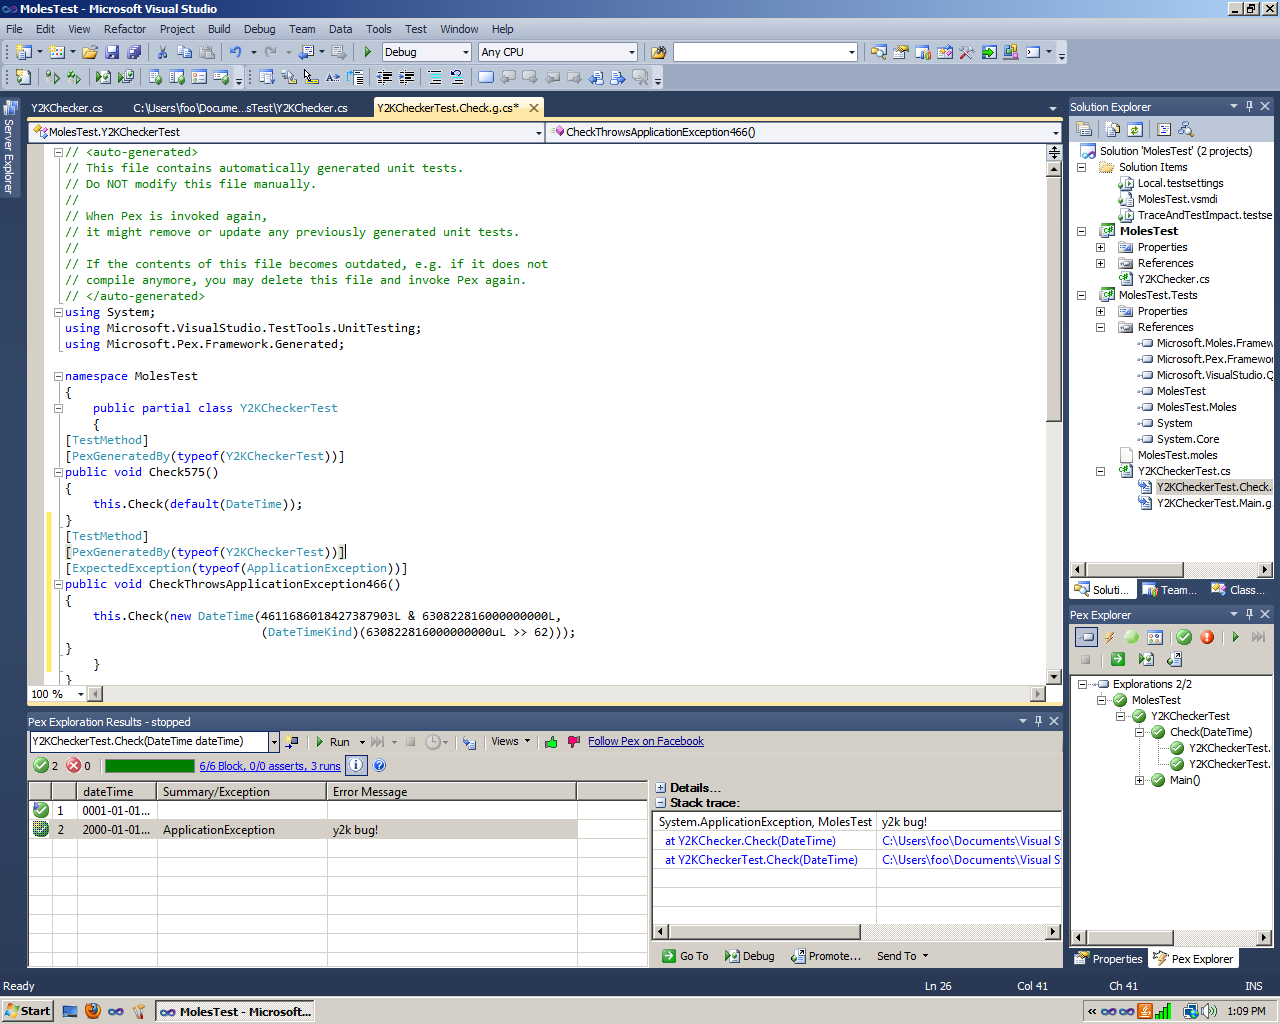 MolesTest - Microsoft Visual Studio
File Edit View Refactor Project Build Debug Team Data Tools Test Window Help
Debug Any CPU
Server Explorer
Y2KChecker.cs C:\Users\foo\Docume...sTest\Y2KChecker.cs Y2KCheckerTest.Check.g.cs*
MolesTest.Y2KCheckerTest CheckThrowsApplicationException466()
// <auto-generated>
// This file contains automatically generated unit tests.
// Do NOT modify this file manually.
//
// When Pex is invoked again,
// it might remove or update any previously generated unit tests.
//
// If the contents of this file becomes outdated, e.g. if it does not
// compile anymore, you may delete this file and invoke Pex again.
// </auto-generated>
using System;
using Microsoft.VisualStudio.TestTools.UnitTesting;
using Microsoft.Pex.Framework.Generated;
namespace MolesTest
{
public partial class Y2KCheckerTest
{
[TestMethod]
[PexGeneratedBy(typeof(Y2KCheckerTest))]
public void Check575()
{
this.Check(default(DateTime));
}
[TestMethod]
[PexGeneratedBy(typeof(Y2KCheckerTest))]
[ExpectedException(typeof(ApplicationException))]
public void CheckThrowsApplicationException466()
{
this.Check(new DateTime(4611686018427387903L & 630822816000000000L,
(DateTimeKind)(630822816000000000uL >> 62)));
}
}
}
100 %
Solution Explorer
Solution 'MolesTest' (2 projects)
Solution Items
Local.testsettings
MolesTest.vsmdi
TraceAndTestImpact.testse
MolesTest
Properties
References
Y2KChecker.cs
MolesTest.Tests
Properties
References
Microsoft.Moles.Framew
Microsoft.Pex.Framewor
Microsoft.VisualStudio.Q
MolesTest
MolesTest.Moles
System
System.Core
MolesTest.moles
Y2KCheckerTest.cs
Y2KCheckerTest.Check.
Y2KCheckerTest.Main.g
Soluti... Team... Class...
Pex Explorer
Explorations 2/2
MolesTest
Y2KCheckerTest
Check(DateTime)
Y2KCheckerTest.
Y2KCheckerTest.
Main()
Properties Pex Explorer
Pex Exploration Results - stopped
Y2KCheckerTest.Check(DateTime dateTime) Run Views Follow Pex on Facebook
2 0 6/6 Block, 0/0 asserts, 3 runs
dateTime Summary/Exception Error Message
1 0001-01-01...
2 2000-01-01... ApplicationException y2k bug!
Details...
Stack trace:
System.ApplicationException, MolesTest y2k bug!
at Y2KChecker.Check(DateTime) C:\Users\foo\Documents\Visual S
at Y2KCheckerTest.Check(DateTime) C:\Users\foo\Documents\Visual S
Go To Debug Promote... Send To
Ready Ln 26 Col 41 Ch 41 INS
Start MolesTest - Microsoft... 1:09 PM